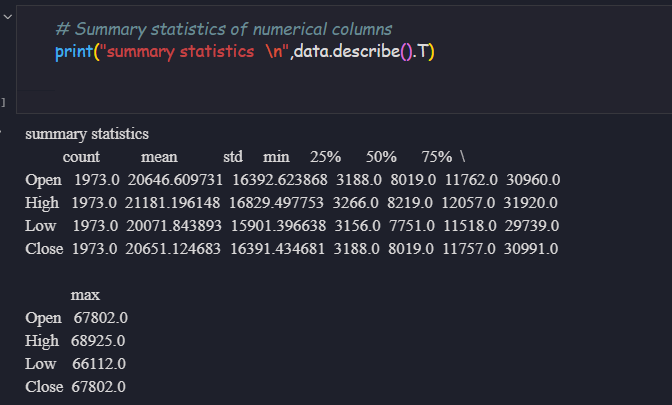 # Summary statistics of numerical columns
print("summary statistics  \n",data.describe().T)
]
summary statistics
count mean std min 25% 50% 75% \
Open 1973.0 20646.609731 16392.623868 3188.0 8019.0 11762.0 30960.0
High 1973.0 21181.196148 16829.497753 3266.0 8219.0 12057.0 31920.0
Low 1973.0 20071.843893 15901.396638 3156.0 7751.0 11518.0 29739.0
Close 1973.0 20651.124683 16391.434681 3188.0 8019.0 11757.0 30991.0
max
Open 67802.0
High 68925.0
Low 66112.0
Close 67802.0